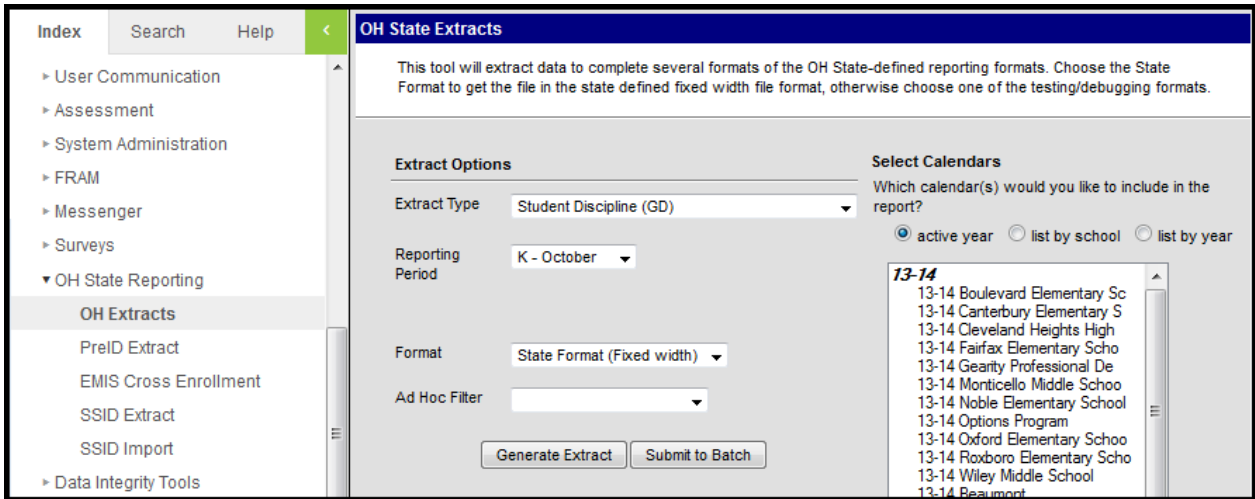 Index
Search
Help
User Communication
Assessment
System Administration
FRAM
Messenger
Surveys
OH State Reporting
OH Extracts
PreID Extract
EMIS Cross Enrollment
SSID Extract
SSID Import
Data Integrity Tools
OH State Extracts
This tool will extract data to complete several formats of the OH State-defined reporting formats. Choose the State
Format to get the file in the state defined fixed width file format, otherwise choose one of the testing/debugging formats.
Extract Options
Extract Type
Student Discipline (GD)
Reporting
Period
K - October
Format
State Format (Fixed width)
Ad Hoc Filter
Generate Extract
Submit to Batch
Select Calendars
Which calendar(s) would you like to include in the
report?
active year
list by school
list by year
13-14
13-14 Boulevard Elementary Sc
13-14 Canterbury Elementary S
13-14 Cleveland Heights High
13-14 Fairfax Elementary Scho
13-14 Gearity Professional De
13-14 Monticello Middle Schoo
13-14 Noble Elementary School
13-14 Options Program
13-14 Oxford Elementary Schoo
13-14 Roxboro Elementary Scho
13-14 Wiley Middle School
13-14 Beaumont